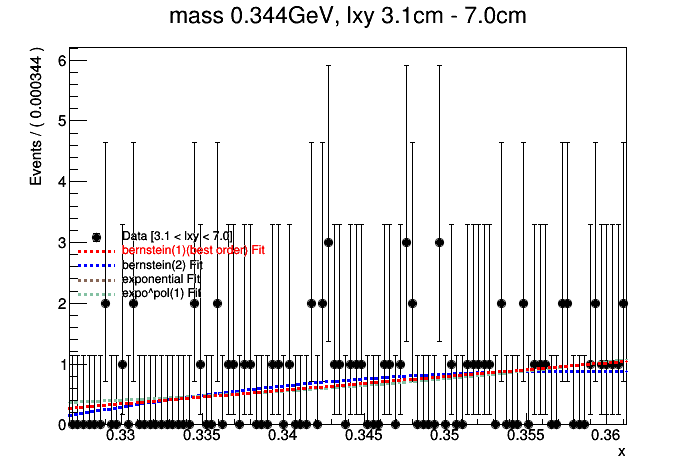 mass 0.344GeV, lxy 3.1cm - 7.0cm
Events / ( 0.000344 )
6
5
4
3
2
1
0
Data [3.1 < lxy < 7.0]
bernstein(1)(best order) Fit
bernstein(2) Fit
exponential Fit
expo^pol(1) Fit
0.33 0.335 0.34 0.345 0.35 0.355 0.36
x